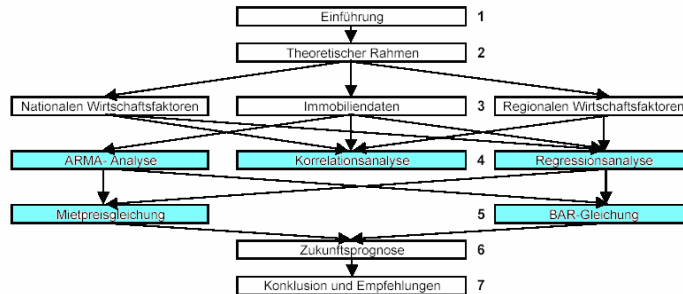 Einführung 1
Theoretischer Rahmen 2
Nationalen Wirtschaftsfaktoren Immobiliendaten 3 Regionalen Wirtschaftsfaktoren
ARMA- Analyse Korrelationsanalyse 4 Regressionsanalyse
Mietpreisgleichung 5 BAR-Gleichung
Zukunftsprognose 6
Konklusion und Empfehlungen 7